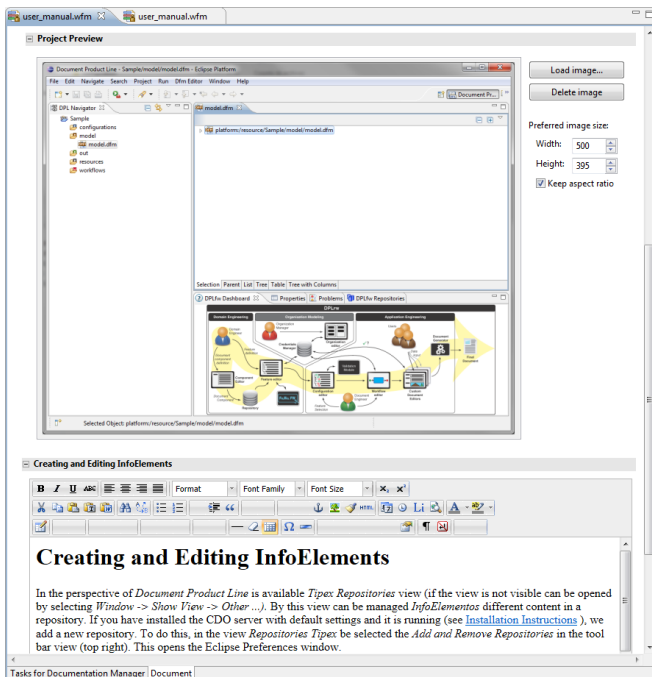 user_manual.wfm user_manual.wfm
Project Preview
Document Product Line - Sample/model/model.dfm - Eclipse Platform
File Edit Navigate Search Project Run Dfm Editor Window Help
Document Pr...
DPL Navigator
model.dfm
Sample
configurations
model
model.dfm
out
resources
workflows
platform:/resource/Sample/model/model.dfm
Selection Parent List Tree Table Tree with Columns
DPLfw Dashboard Properties Problems DPLfw Repositories
DPLfw
Domain Engineering Organization Modeling Application Engineering
Selected Object: platform:/resource/Sample/model/model.dfm
Load image...
Delete image
Preferred image size:
Width: 500
Height: 395
Keep aspect ratio
Creating and Editing InfoElements
B I U ABC Format Font Family Font Size x₂ x²
HTML Li A ab
Ω ¶
Creating and Editing InfoElements
In the perspective of Document Product Line is available Tipex Repositories view (if the view is not visible can be opened
by selecting Window -> Show View -> Other ...). By this view can be managed InfoElementos different content in a
repository. If you have installed the CDO server with default settings and it is running (see Installation Instructions ), we
add a new repository. To do this, in the view Repositories Tipex be selected the Add and Remove Repositories in the tool
bar view (top right). This opens the Eclipse Preferences window.
Tasks for Documentation Manager Document